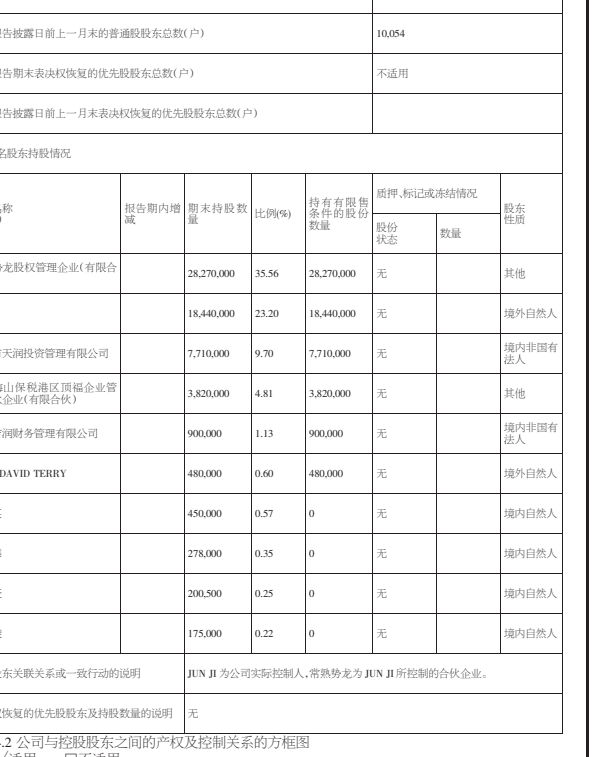 告披露日前上一月末的普通股股东总数(户) 10,054
告期末表决权恢复的优先股股东总数(户) 不适用
告披露日前上一月末表决权恢复的优先股股东总数(户)
名股东持股情况
称
报告期内增
减
期末持股数
量
比例(%)
持有有限售
条件的股份
数量
质押、标记或冻结情况
股份
状态
数量
股东
性质
龙股权管理企业(有限合
28,270,000 35.56 28,270,000 无 其他
18,440,000 23.20 18,440,000 无 境外自然人
天润投资管理有限公司 7,710,000 9.70 7,710,000 无 境内非国有
法人
山保税港区顶福企业管
企业(有限合伙)
3,820,000 4.81 3,820,000 无 其他
润财务管理有限公司 900,000 1.13 900,000 无 境内非国有
法人
DAVID TERRY 480,000 0.60 480,000 无 境外自然人
450,000 0.57 0 无 境内自然人
278,000 0.35 0 无 境内自然人
200,500 0.25 0 无 境内自然人
175,000 0.22 0 无 境内自然人
东关联关系或一致行动的说明 JUN JI 为公司实际控制人,常熟势龙为 JUN JI 所控制的合伙企业。
恢复的优先股股东及持股数量的说明 无
.2 公司与控股股东之间的产权及控制关系的方框图